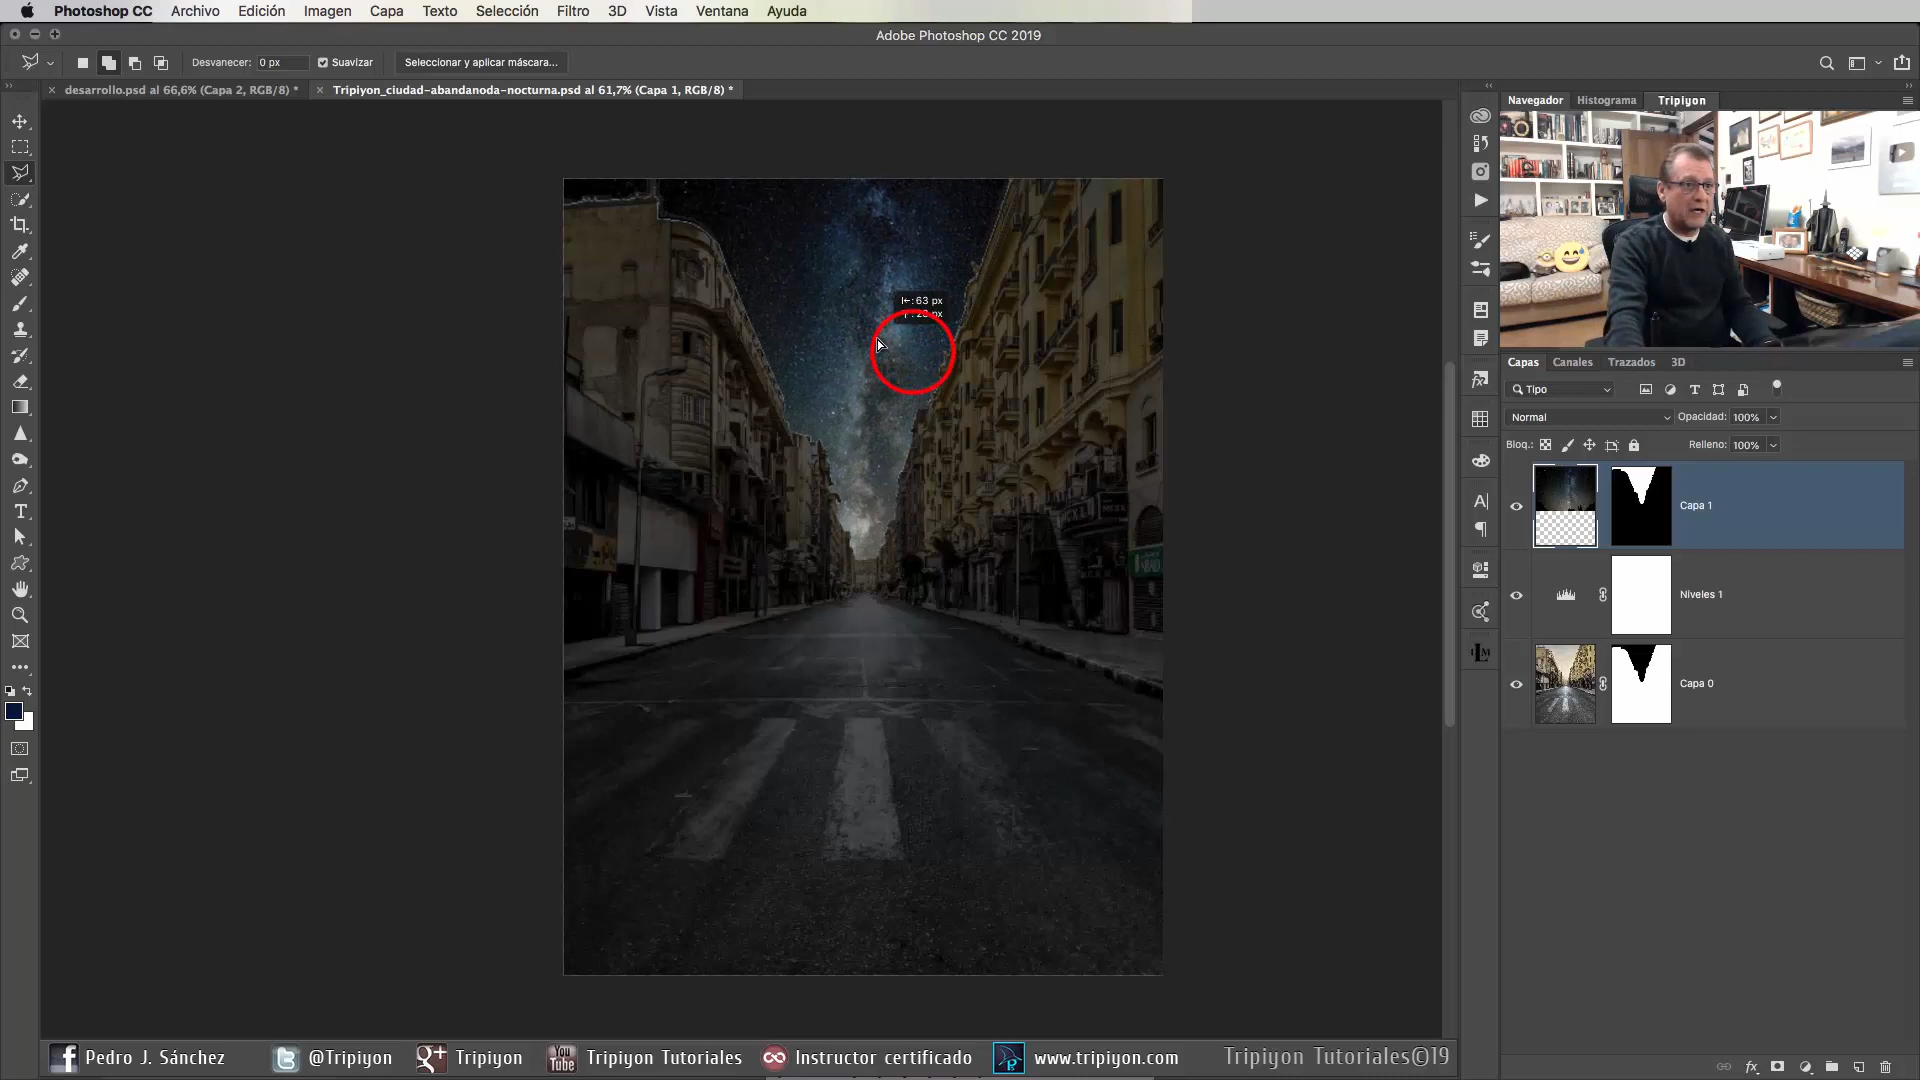 Photoshop CC Archivo Edición Imagen Capa Texto Selección Filtro 3D Vista Ventana Ayuda
Adobe Photoshop CC 2019
Desvanecer: 0 px Suavizar Seleccionar y aplicar máscara...
desarrollo.psd al 66,6% (Capa 2, RGB/8) *
Tripiyon_ciudad-abandanoda-nocturna.psd al 61,7% (Capa 1, RGB/8) *
Navegador Histograma Tripiyon
63 px
Capas Canales Trazados 3D
Tipo
Normal Opacidad: 100%
Bloq.: Relleno: 100%
Capa 1
Niveles 1
Capa 0
Pedro J. Sánchez @Tripiyon Tripiyon Tripiyon Tutoriales Instructor certificado www.tripiyon.com Tripiyon Tutoriales©19